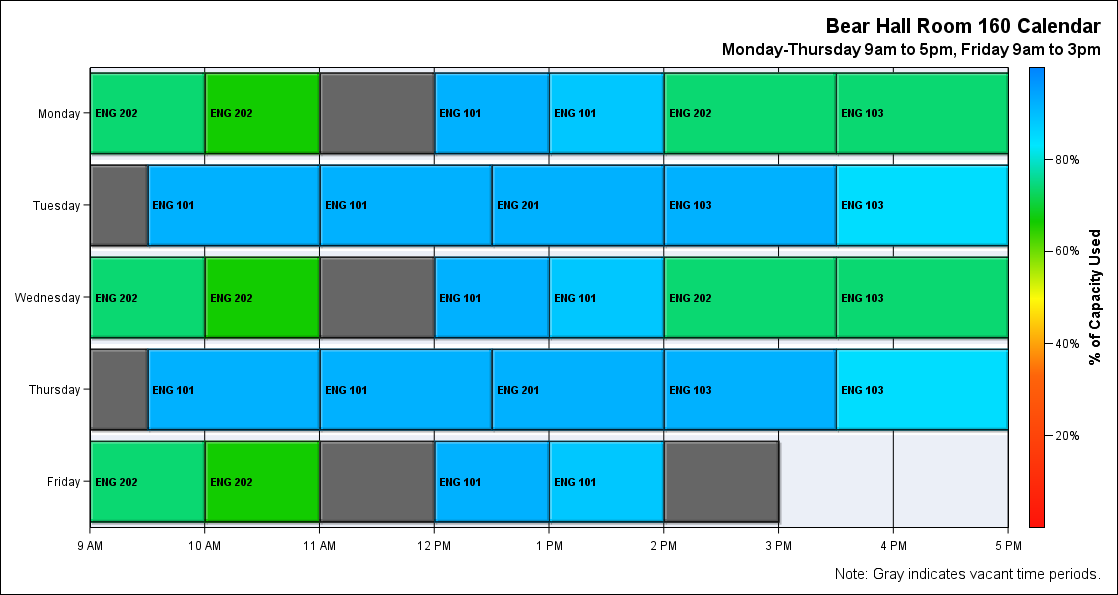 Bear Hall Room 160 Calendar
Monday-Thursday 9am to 5pm, Friday 9am to 3pm
Monday
ENG 202
ENG 202
ENG 101
ENG 101
ENG 202
ENG 103
Tuesday
ENG 101
ENG 101
ENG 201
ENG 103
ENG 103
Wednesday
ENG 202
ENG 202
ENG 101
ENG 101
ENG 202
ENG 103
Thursday
ENG 101
ENG 101
ENG 201
ENG 103
ENG 103
Friday
ENG 202
ENG 202
ENG 101
ENG 101
9 AM
10 AM
11 AM
12 PM
1 PM
2 PM
3 PM
4 PM
5 PM
80%
60%
40%
20%
% of Capacity Used
Note: Gray indicates vacant time periods.